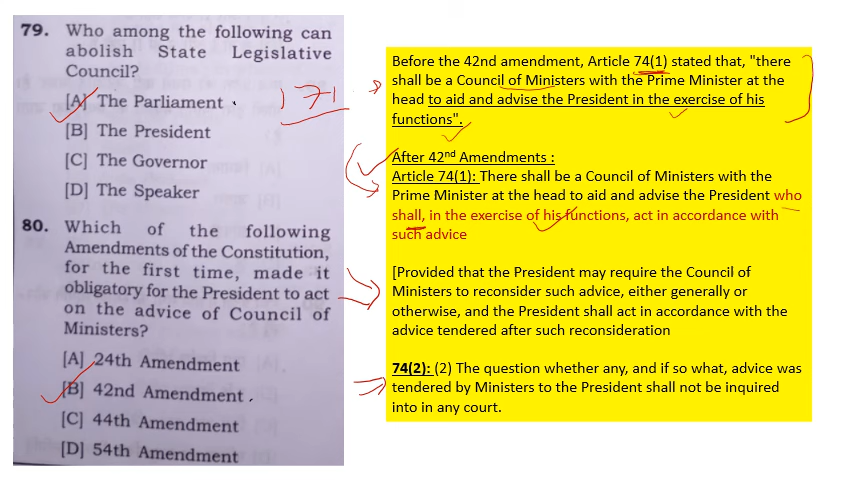 79. Who among the following can
abolish State Legislative
Council?
[A] The Parliament
171
[B] The President
[C] The Governor
[D] The Speaker
80. Which of the following
Amendments of the Constitution,
for the first time, made it
obligatory for the President to act
on the advice of Council of
Ministers?
[A] 24th Amendment
[B] 42nd Amendment
[C] 44th Amendment
[D] 54th Amendment
Before the 42nd amendment, Article 74(1) stated that, "there
shall be a Council of Ministers with the Prime Minister at the
head to aid and advise the President in the exercise of his
functions".
After 42nd Amendments :
Article 74(1): There shall be a Council of Ministers with the
Prime Minister at the head to aid and advise the President who
shall, in the exercise of his functions, act in accordance with
such advice
[Provided that the President may require the Council of
Ministers to reconsider such advice, either generally or
otherwise, and the President shall act in accordance with the
advice tendered after such reconsideration
74(2): (2) The question whether any, and if so what, advice was
tendered by Ministers to the President shall not be inquired
into in any court.